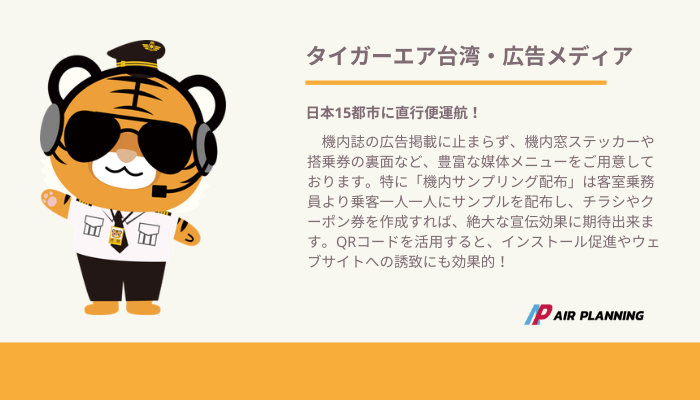 タイガーエア台湾・広告メディア
日本15都市に直行便運航！
　機内誌の広告掲載に止まらず、機内窓ステッカーや
搭乗券の裏面など、豊富な媒体メニューをご用意して
おります。特に「機内サンプリング配布」は客室乗務
員より乗客一人一人にサンプルを配布し、チラシやク
ーポン券を作成すれば、絶大な宣伝効果に期待出来ま
す。QRコードを活用すると、インストール促進やウェ
ブサイトへの誘致にも効果的！
AIR PLANNING